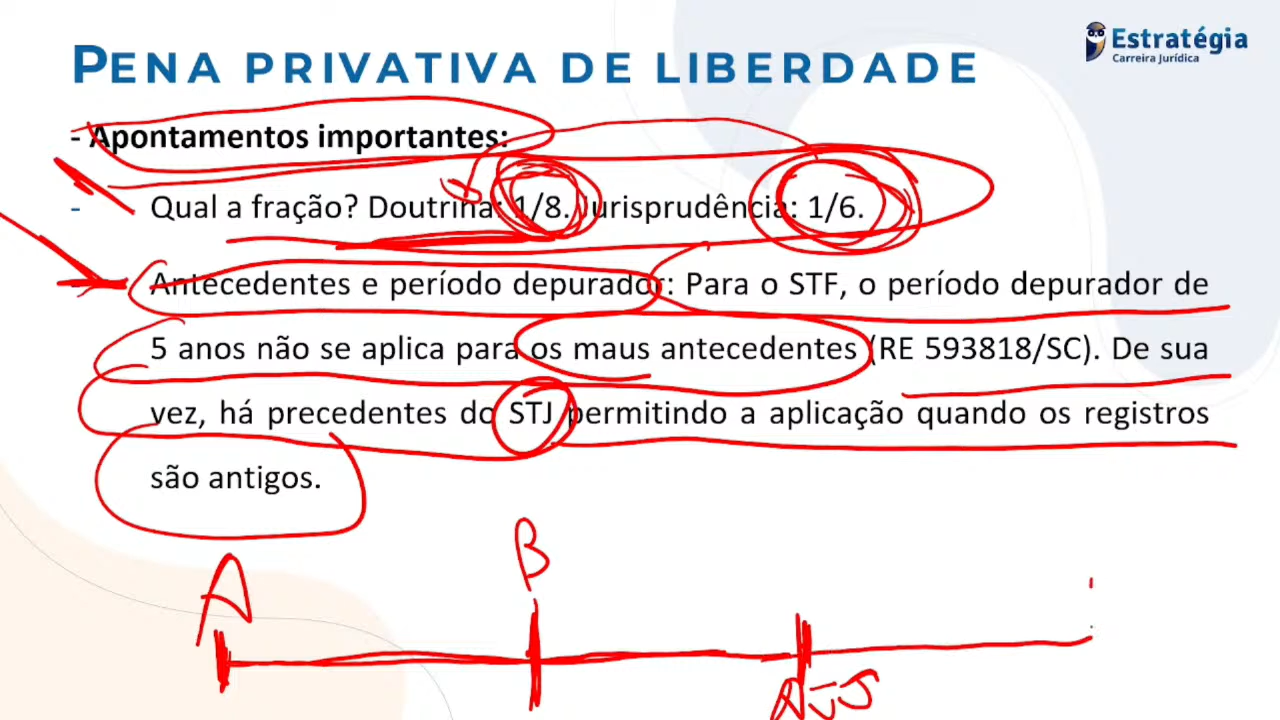 Estratégia
Carreira Jurídica
PENA PRIVATIVA DE LIBERDADE
- Apontamentos importantes:
- Qual a fração? Doutrina: 1/8. Jurisprudência: 1/6.
- Antecedentes e período depurador: Para o STF, o período depurador de
5 anos não se aplica para os maus antecedentes (RE 593818/SC). De sua
vez, há precedentes do STJ permitindo a aplicação quando os registros
são antigos.
A
B